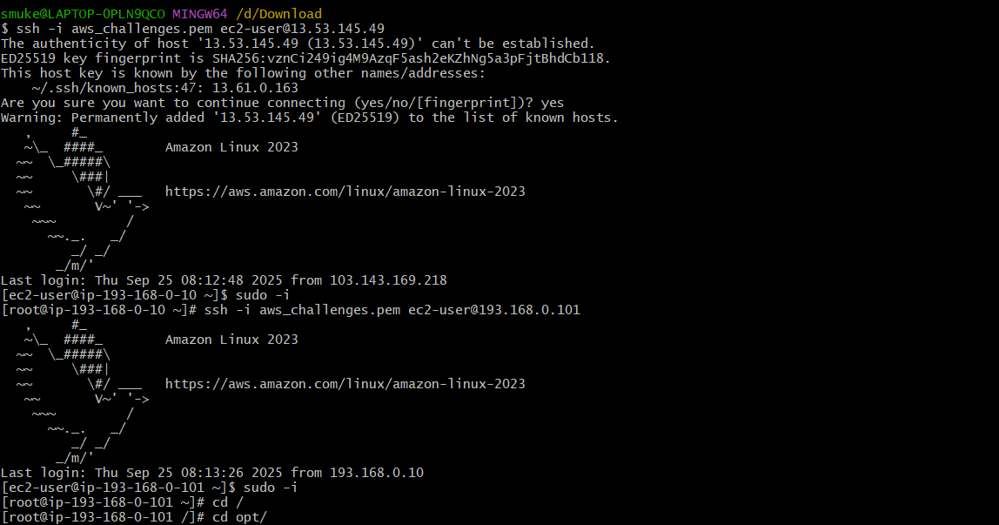 smuke@LAPTOP-0PLN9QCO MINGW64 /d/Download
$ ssh -i aws_challenges.pem ec2-user@13.53.145.49
The authenticity of host '13.53.145.49 (13.53.145.49)' can't be established.
ED25519 key fingerprint is SHA256:vznCi249ig4M9AzqF5ash2eKZhNg5a3pFjtBhdCb118.
This host key is known by the following other names/addresses:
    ~/.ssh/known_hosts:47: 13.61.0.163
Are you sure you want to continue connecting (yes/no/[fingerprint])? yes
Warning: Permanently added '13.53.145.49' (ED25519) to the list of known hosts.
   ,     #_
   ~\_  ####_        Amazon Linux 2023
  ~~  \_#####\
  ~~     \###|
  ~~       \#/ ___   https://aws.amazon.com/linux/amazon-linux-2023
   ~~       V~' '->
    ~~~         /
      ~~._.   _/
         _/ _/
       _/m/'
Last login: Thu Sep 25 08:12:48 2025 from 103.143.169.218
[ec2-user@ip-193-168-0-10 ~]$ sudo -i
[root@ip-193-168-0-10 ~]# ssh -i aws_challenges.pem ec2-user@193.168.0.101
   ,     #_
   ~\_  ####_        Amazon Linux 2023
  ~~  \_#####\
  ~~     \###|
  ~~       \#/ ___   https://aws.amazon.com/linux/amazon-linux-2023
   ~~       V~' '->
    ~~~         /
      ~~._.   _/
         _/ _/
       _/m/'
Last login: Thu Sep 25 08:13:26 2025 from 193.168.0.10
[ec2-user@ip-193-168-0-101 ~]$ sudo -i
[root@ip-193-168-0-101 ~]# cd /
[root@ip-193-168-0-101 /]# cd opt/